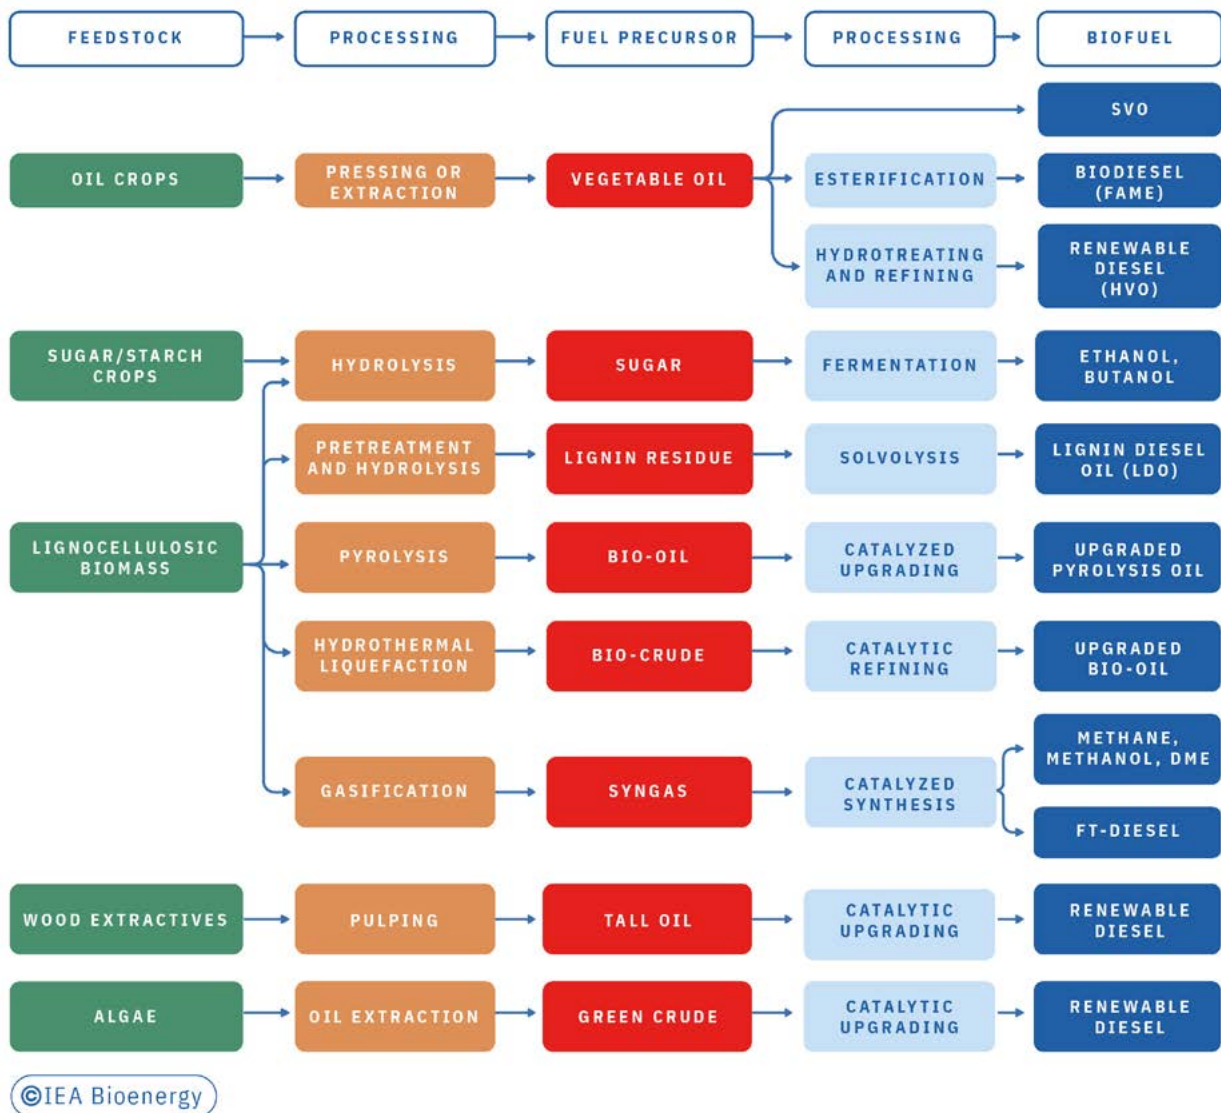 FEEDSTOCK
PROCESSING
FUEL PRECURSOR
PROCESSING
BIOFUEL
SVO
OIL CROPS
PRESSING OR
EXTRACTION
VEGETABLE OIL
ESTERIFICATION
BIODIESEL
(FAME)
HYDROTREATING
AND REFINING
RENEWABLE
DIESEL
(HVO)
SUGAR/STARCH
CROPS
HYDROLYSIS
SUGAR
FERMENTATION
ETHANOL,
BUTANOL
PRETREATMENT
AND HYDROLYSIS
LIGNIN RESIDUE
SOLVOLYSIS
LIGNIN DIESEL
OIL (LDO)
LIGNOCELLULOSIC
BIOMASS
PYROLYSIS
BIO-OIL
CATALYZED
UPGRADING
UPGRADED
PYROLYSIS OIL
HYDROTHERMAL
LIQUEFACTION
BIO-CRUDE
CATALYTIC
REFINING
UPGRADED
BIO-OIL
GASIFICATION
SYNGAS
CATALYZED
SYNTHESIS
METHANE,
METHANOL, DME
FT-DIESEL
WOOD EXTRACTIVES
PULPING
TALL OIL
CATALYTIC
UPGRADING
RENEWABLE
DIESEL
ALGAE
OIL EXTRACTION
GREEN CRUDE
CATALYTIC
UPGRADING
RENEWABLE
DIESEL
©IEA Bioenergy